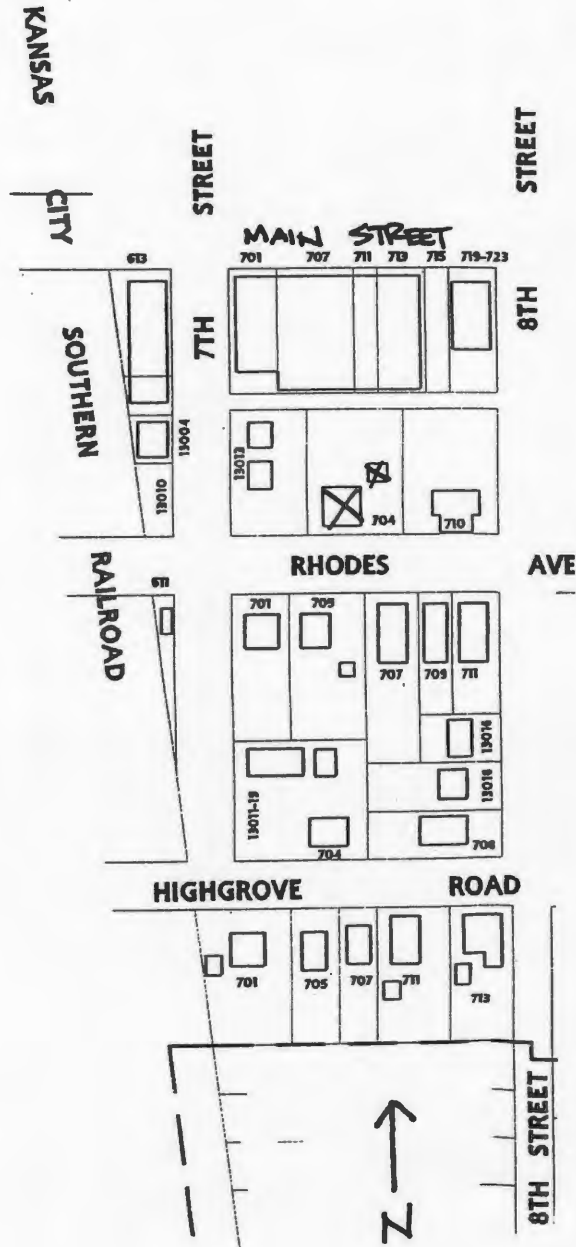 KANSAS
CITY
SOUTHERN
RAILROAD
STREET
7TH
STREET
8TH
MAIN STREET
613
701 707 711 713 715 719-723
13004
13010
13012
704
710
RHODES AVE
611
701 705
707 709 711
13014
13016
13011-19
704
708
HIGHGROVE ROAD
701 705 707 711 713
8TH STREET
N